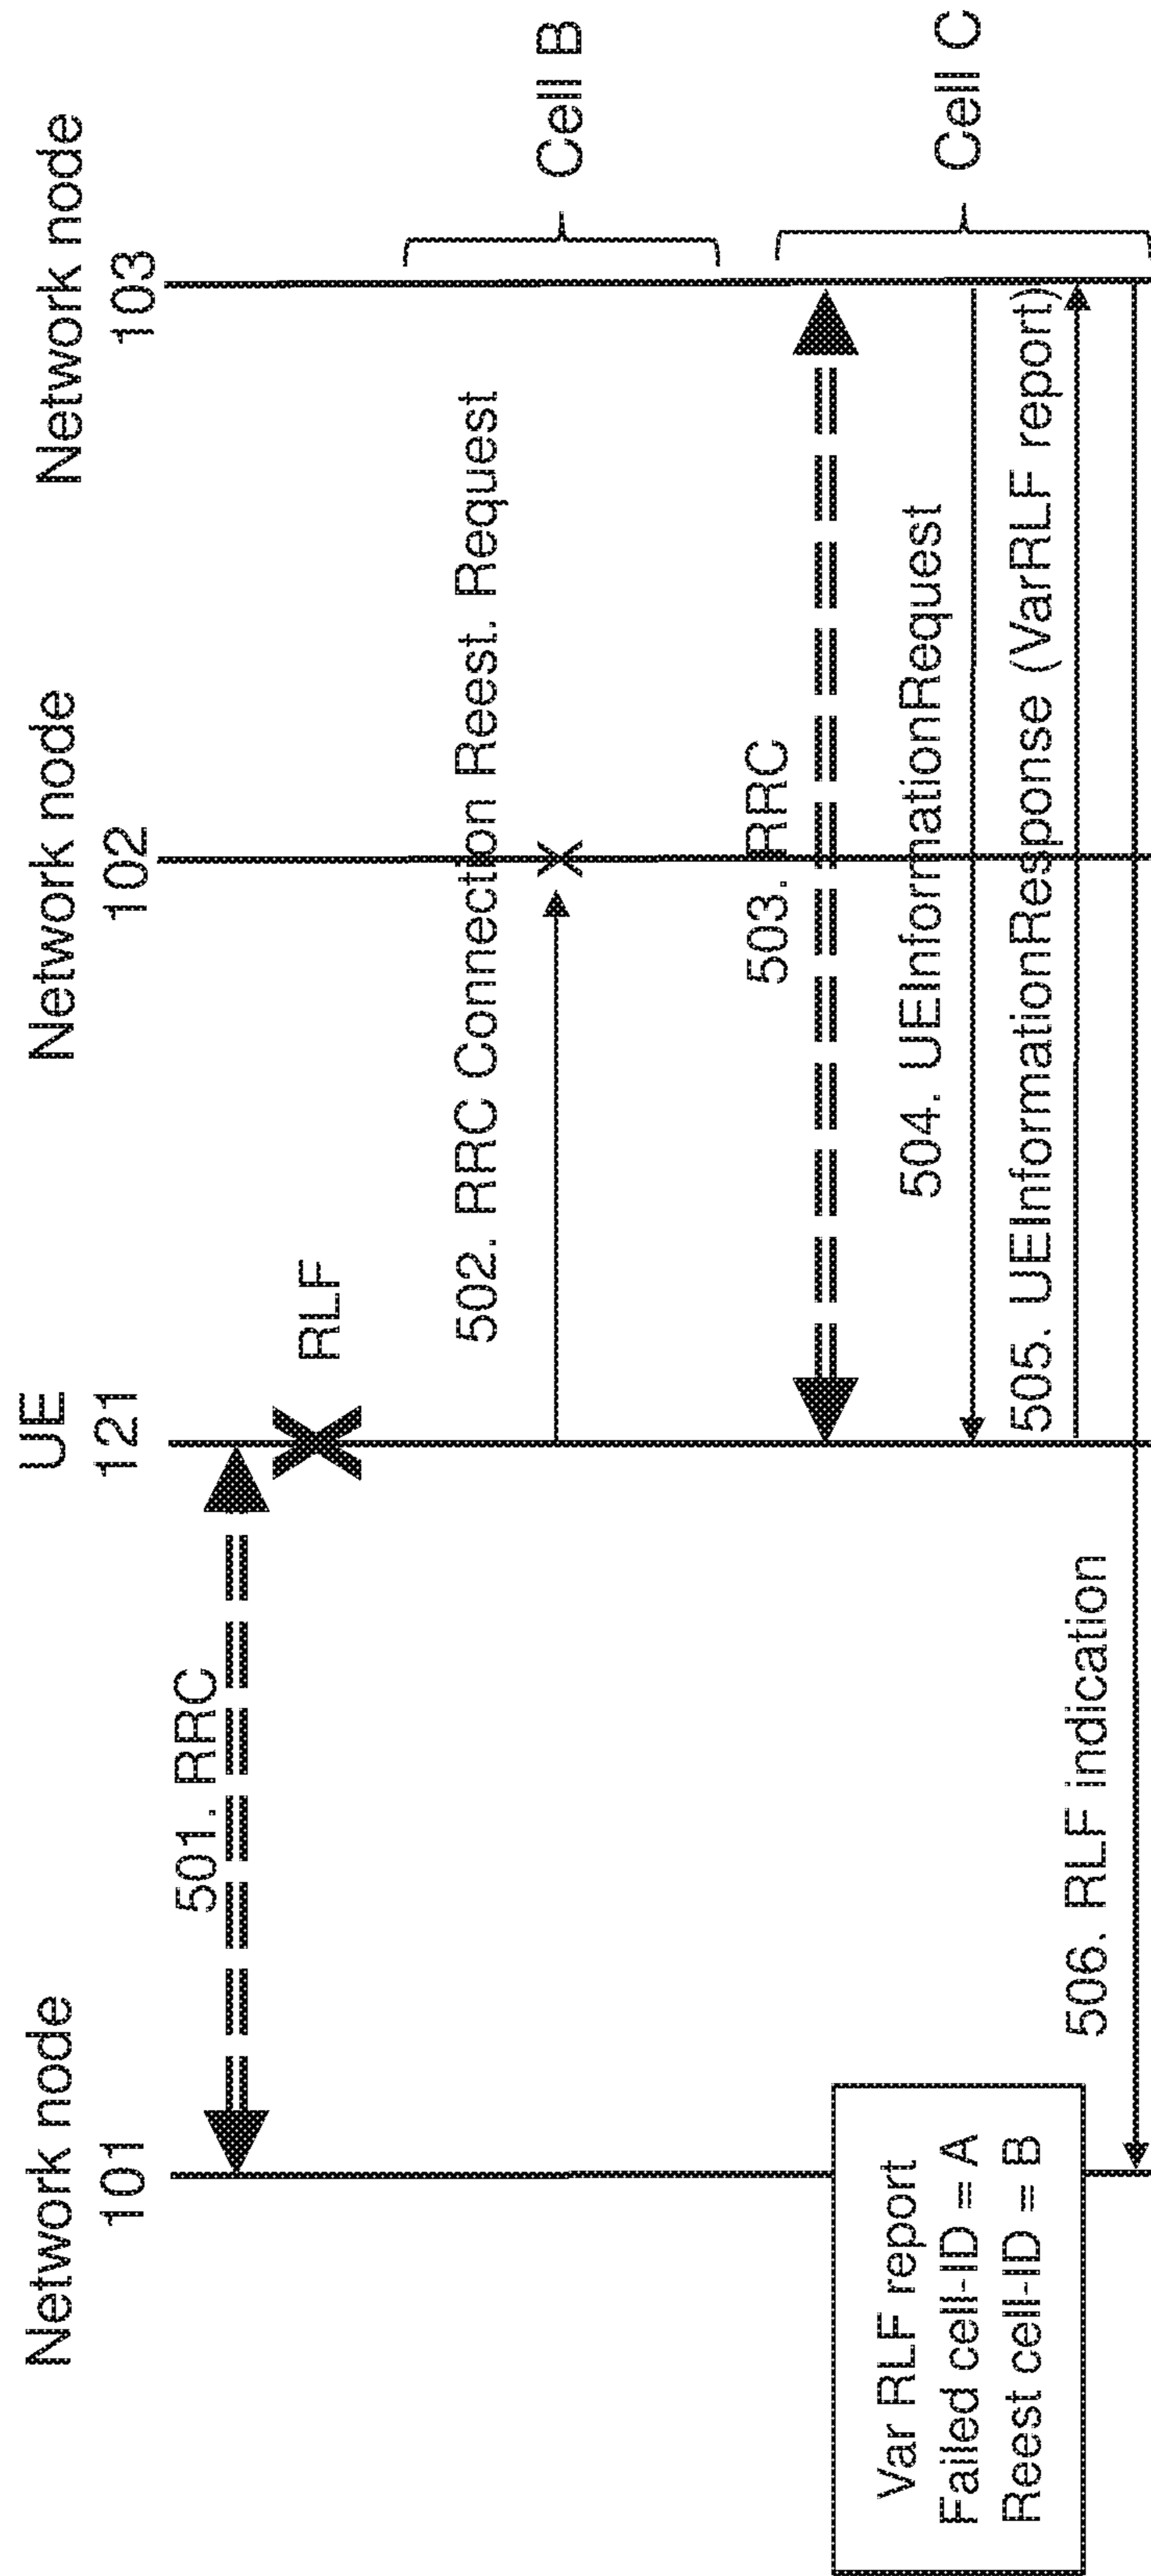 Network node
101
UE
121
Network node
102
Network node
103
501. RRC
RLF
502. RRC Connection Reest. Request
Cell B
503. RRC
504. UEInformationRequest
Cell C
505. UEInformationResponse (VarRLF report)
506. RLF indication
Var RLF report
Failed cell-ID = A
Reest cell-ID = B